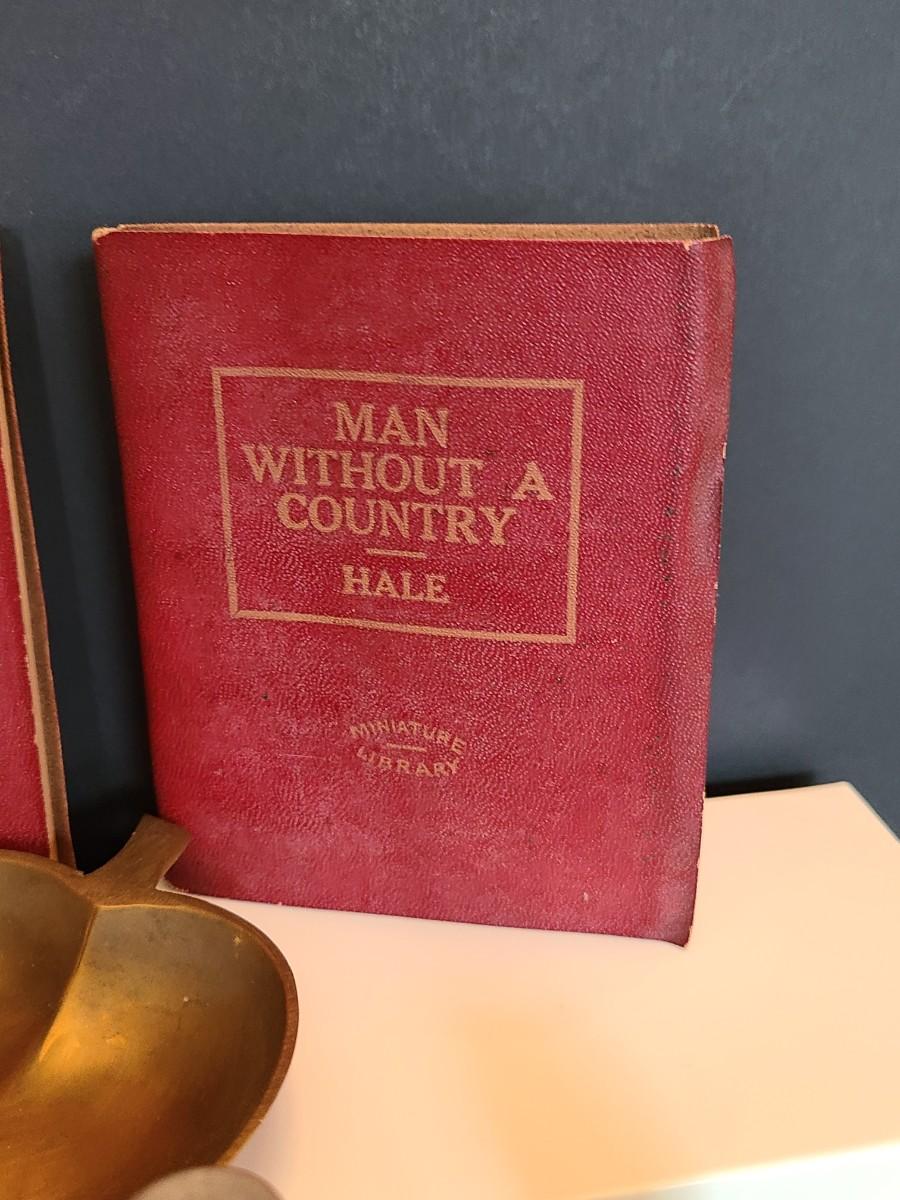 MAN
WITHOUT A
COUNTRY
HALE
MINIATURE
LIBRARY